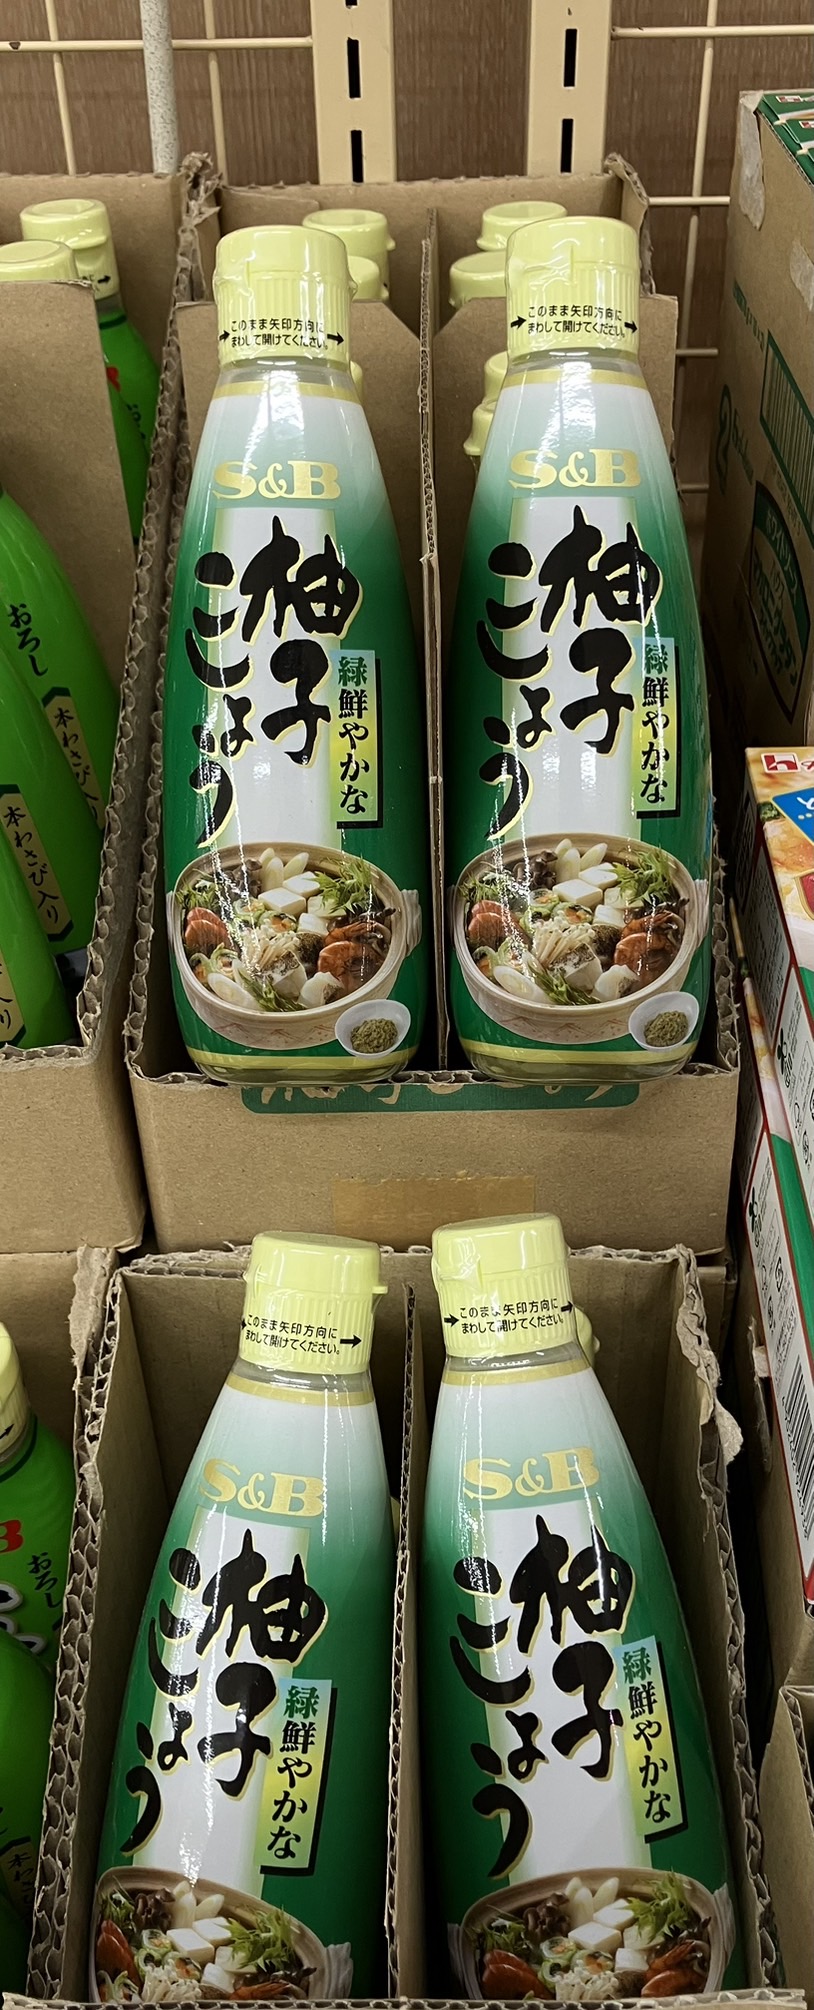 このまま矢印方向に
まわして開けてください。
S&B
柚子
こしょう
緑鮮やかな
このまま矢印方向に
まわして開けてください。
S&B
柚子
こしょう
緑鮮やかな
おろし
本わさび入り
本わさび入り
このまま矢印方向に
まわして開けてください。
S&B
柚子
こしょう
緑鮮やかな
このまま矢印方向に
まわして開けてください。
S&B
柚子
こしょう
緑鮮やかな
おろし